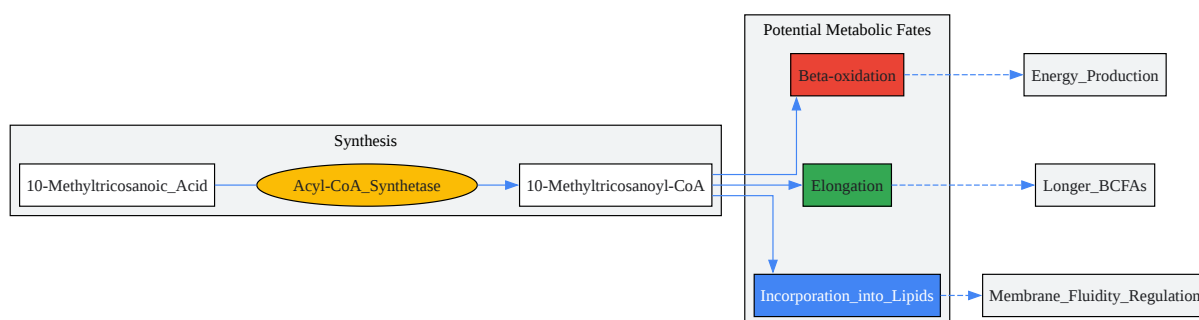 Potential Metabolic Fates
Beta-oxidation
Energy_Production
Synthesis
10-Methyltricosanoic_Acid
Acyl-CoA_Synthetase
10-Methyltricosanoyl-CoA
Elongation
Longer_BCFAs
Incorporation_into_Lipids
Membrane_Fluidity_Regulation